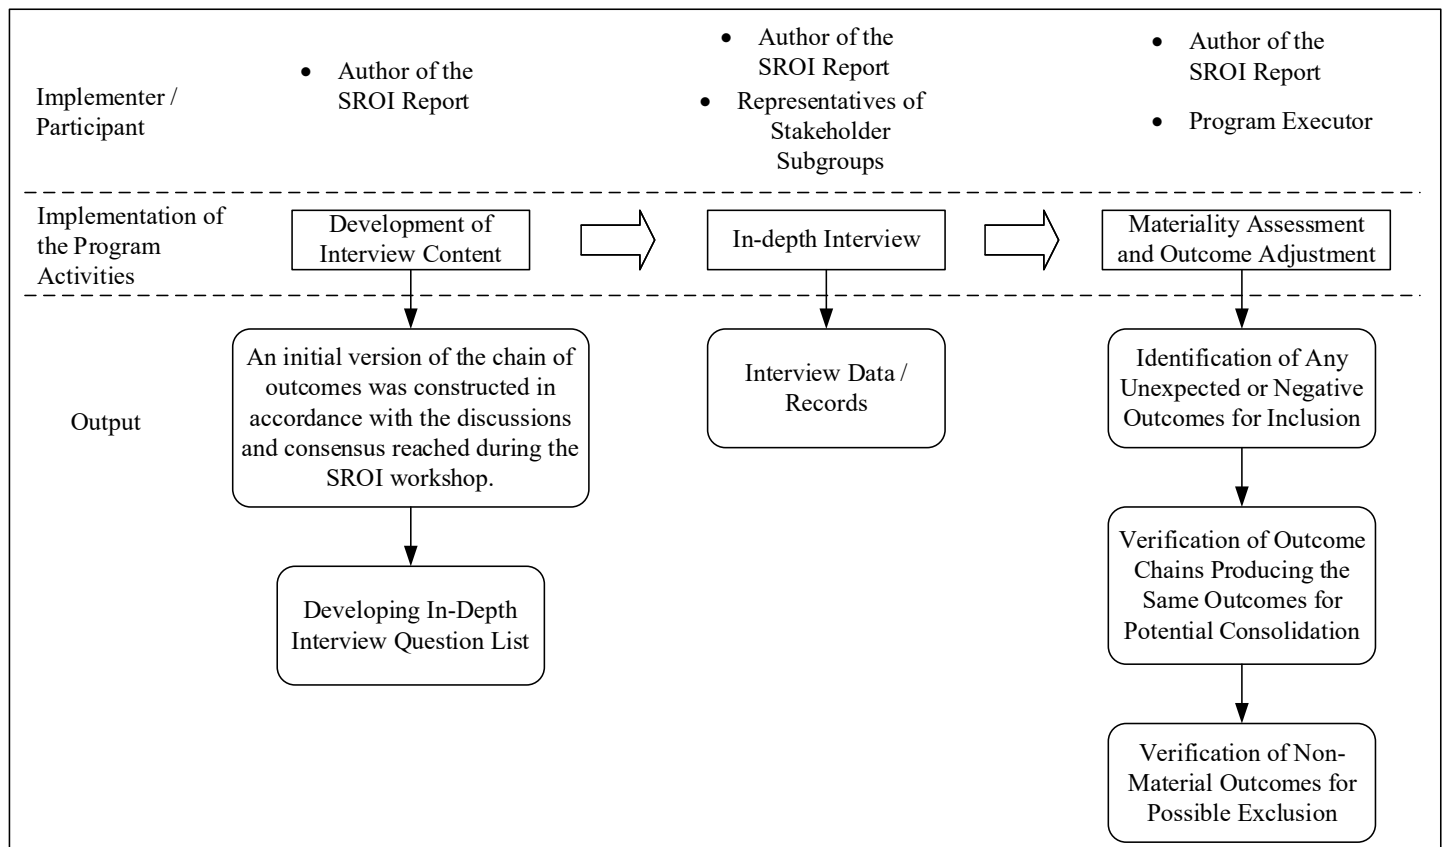 Implementer /
Participant
• Author of the
SROI Report
• Author of the
SROI Report
• Representatives of
Stakeholder
Subgroups
• Author of the
SROI Report
• Program Executor
Implementation of
the Program
Activities
Development of
Interview Content
In-depth Interview
Materiality Assessment
and Outcome Adjustment
Output
An initial version of the chain of
outcomes was constructed in
accordance with the discussions
and consensus reached during the
SROI workshop.
Developing In-Depth
Interview Question List
Interview Data /
Records
Identification of Any
Unexpected or Negative
Outcomes for Inclusion
Verification of Outcome
Chains Producing the
Same Outcomes for
Potential Consolidation
Verification of Non-
Material Outcomes for
Possible Exclusion